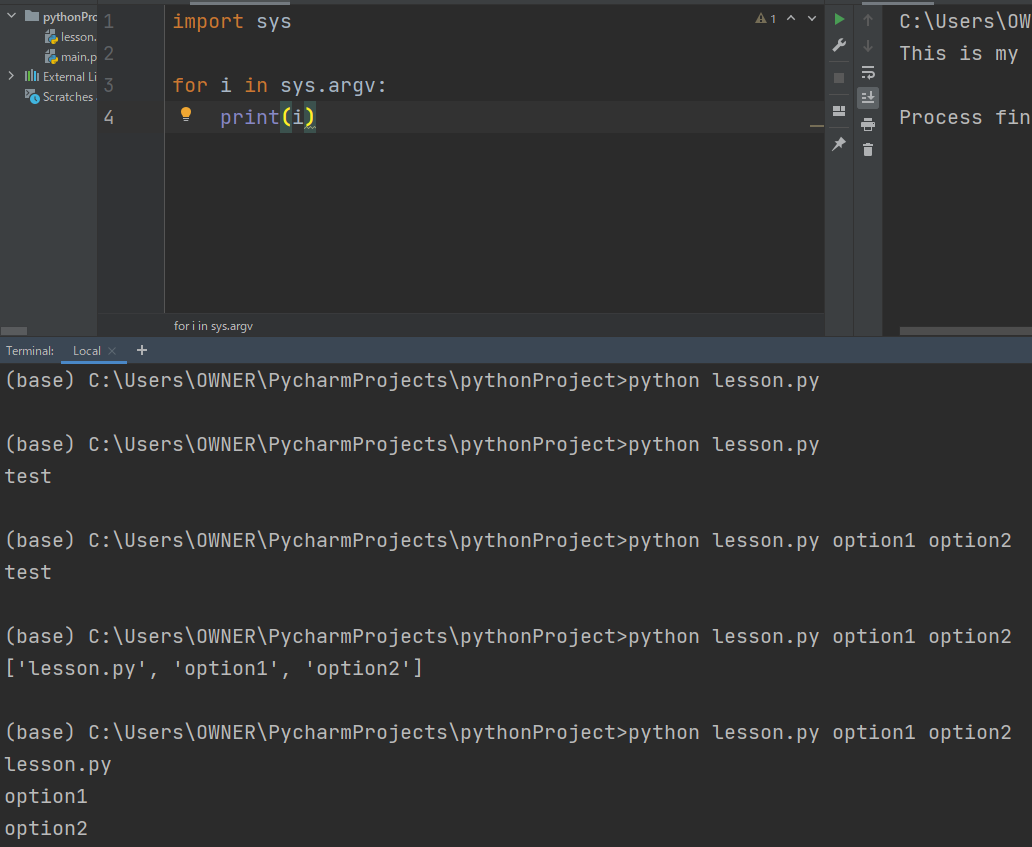 pythonPro
lesson.
main.p
External Li
Scratches
1 import sys
2
3 for i in sys.argv:
4 print(i)
1
for i in sys.argv
C:\Users\OW
This is my
Process fin
Terminal: Local × +
(base) C:\Users\OWNER\PycharmProjects\pythonProject>python lesson.py
(base) C:\Users\OWNER\PycharmProjects\pythonProject>python lesson.py
test
(base) C:\Users\OWNER\PycharmProjects\pythonProject>python lesson.py option1 option2
test
(base) C:\Users\OWNER\PycharmProjects\pythonProject>python lesson.py option1 option2
['lesson.py', 'option1', 'option2']
(base) C:\Users\OWNER\PycharmProjects\pythonProject>python lesson.py option1 option2
lesson.py
option1
option2